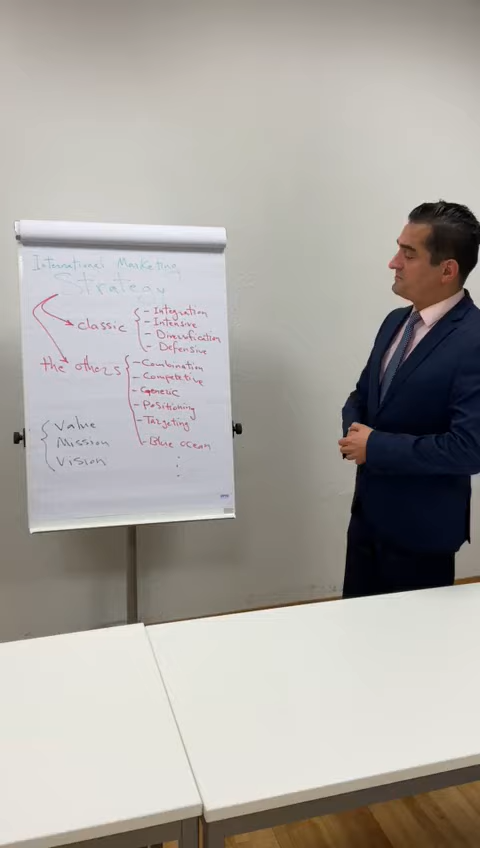 International Marketing
Strategy
classic
- Integration
- Intensive
- Diversification
- Defensive
the others
- Combination
- Competetive
- Generic
- Positioning
- Targeting
- Blue ocean
Value
Mission
Vision